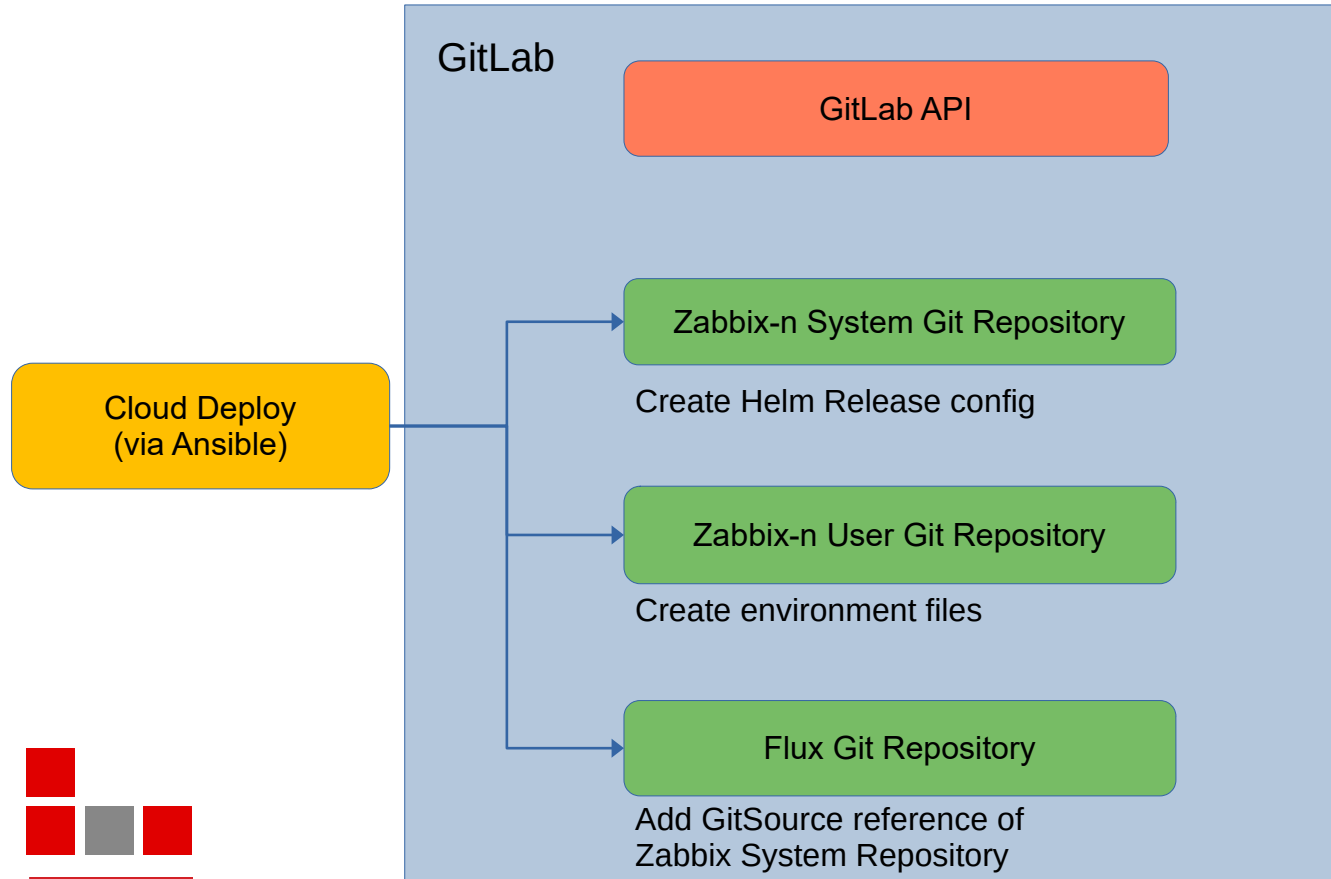 GitLab
GitLab API
Zabbix-n System Git Repository
Create Helm Release config
Cloud Deploy
(via Ansible)
Zabbix-n User Git Repository
Create environment files
Flux Git Repository
Add GitSource reference of
Zabbix System Repository